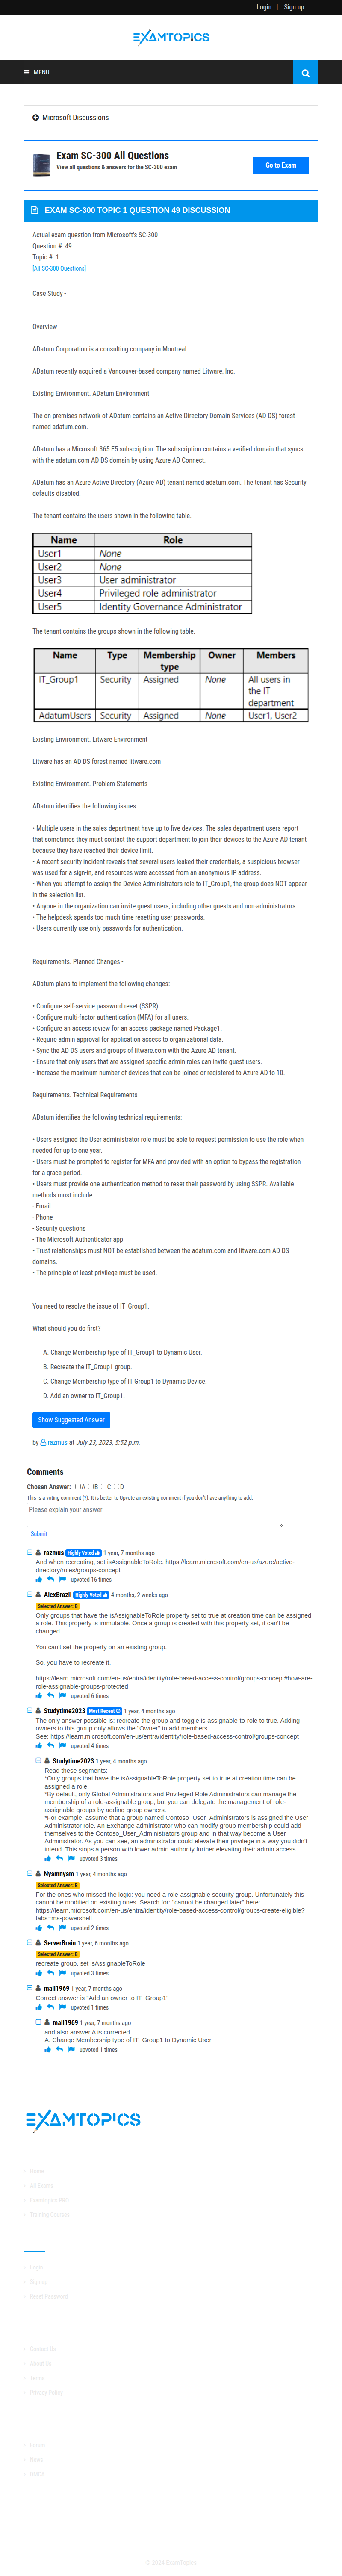 Login | Sign up
EXAMTOPICS
MENU
Microsoft Discussions
Exam SC-300 All Questions
View all questions & answers for the SC-300 exam
Go to Exam
EXAM SC-300 TOPIC 1 QUESTION 49 DISCUSSION
Actual exam question from Microsoft's SC-300
Question #: 49
Topic #: 1
[All SC-300 Questions]
Case Study -
Overview -
ADatum Corporation is a consulting company in Montreal.
ADatum recently acquired a Vancouver-based company named Litware, Inc.
Existing Environment. ADatum Environment
The on-premises network of ADatum contains an Active Directory Domain Services (AD DS) forest
named adatum.com.
ADatum has a Microsoft 365 E5 subscription. The subscription contains a verified domain that syncs
with the adatum.com AD DS domain by using Azure AD Connect.
ADatum has an Azure Active Directory (Azure AD) tenant named adatum.com. The tenant has Security
defaults disabled.
The tenant contains the users shown in the following table.
Name Role
User1 None
User2 None
User3 User administrator
User4 Privileged role administrator
User5 Identity Governance Administrator
The tenant contains the groups shown in the following table.
Name Type Membership type Owner Members
IT_Group1 Security Assigned None All users in the IT department
AdatumUsers Security Assigned None User1, User2
Existing Environment. Litware Environment
Litware has an AD DS forest named litware.com
Existing Environment. Problem Statements
ADatum identifies the following issues:
• Multiple users in the sales department have up to five devices. The sales department users report
that sometimes they must contact the support department to join their devices to the Azure AD tenant
because they have reached their device limit.
• A recent security incident reveals that several users leaked their credentials, a suspicious browser
was used for a sign-in, and resources were accessed from an anonymous IP address.
• When you attempt to assign the Device Administrators role to IT_Group1, the group does NOT appear
in the selection list.
• Anyone in the organization can invite guest users, including other guests and non-administrators.
• The helpdesk spends too much time resetting user passwords.
• Users currently use only passwords for authentication.
Requirements. Planned Changes -
ADatum plans to implement the following changes:
• Configure self-service password reset (SSPR).
• Configure multi-factor authentication (MFA) for all users.
• Configure an access review for an access package named Package1.
• Require admin approval for application access to organizational data.
• Sync the AD DS users and groups of litware.com with the Azure AD tenant.
• Ensure that only users that are assigned specific admin roles can invite guest users.
• Increase the maximum number of devices that can be joined or registered to Azure AD to 10.
Requirements. Technical Requirements
ADatum identifies the following technical requirements:
• Users assigned the User administrator role must be able to request permission to use the role when
needed for up to one year.
• Users must be prompted to register for MFA and provided with an option to bypass the registration
for a grace period.
• Users must provide one authentication method to reset their password by using SSPR. Available
methods must include:
- Email
- Phone
- Security questions
- The Microsoft Authenticator app
• Trust relationships must NOT be established between the adatum.com and litware.com AD DS
domains.
• The principle of least privilege must be used.
You need to resolve the issue of IT_Group1.
What should you do first?
A. Change Membership type of IT_Group1 to Dynamic User.
B. Recreate the IT_Group1 group.
C. Change Membership type of IT Group1 to Dynamic Device.
D. Add an owner to IT_Group1.
Show Suggested Answer
by razmus at July 23, 2023, 5:52 p.m.
Comments
Chosen Answer: A B C D
This is a voting comment (?). It is better to Upvote an existing comment if you don't have anything to add.
Please explain your answer
Submit
razmus Highly Voted 1 year, 7 months ago
And when recreating, set isAssignableToRole. https://learn.microsoft.com/en-us/azure/active-
directory/roles/groups-concept
upvoted 16 times
AlexBrazil Highly Voted 4 months, 2 weeks ago
Selected Answer: B
Only groups that have the isAssignableToRole property set to true at creation time can be assigned
a role. This property is immutable. Once a group is created with this property set, it can't be
changed.
You can't set the property on an existing group.
So, you have to recreate it.
https://learn.microsoft.com/en-us/entra/identity/role-based-access-control/groups-concept#how-are-
role-assignable-groups-protected
upvoted 6 times
Studytime2023 Most Recent 1 year, 4 months ago
The only answer possible is: recreate the group and toggle is-assignable-to-role to true. Adding
owners to this group only allows the "Owner" to add members.
See: https://learn.microsoft.com/en-us/entra/identity/role-based-access-control/groups-concept
upvoted 4 times
Studytime2023 1 year, 4 months ago
Read these segments:
*Only groups that have the isAssignableToRole property set to true at creation time can be
assigned a role.
*By default, only Global Administrators and Privileged Role Administrators can manage the
membership of a role-assignable group, but you can delegate the management of role-
assignable groups by adding group owners.
*For example, assume that a group named Contoso_User_Administrators is assigned the User
Administrator role. An Exchange administrator who can modify group membership could add
themselves to the Contoso_User_Administrators group and in that way become a User
Administrator. As you can see, an administrator could elevate their privilege in a way you didn't
intend. This stops a person with lower admin authority further elevating their admin access.
upvoted 3 times
Nyamnyam 1 year, 4 months ago
Selected Answer: B
For the ones who missed the logic: you need a role-assignable security group. Unfortunately this
cannot be modified on existing ones. Search for: "cannot be changed later" here:
https://learn.microsoft.com/en-us/entra/identity/role-based-access-control/groups-create-eligible?
tabs=ms-powershell
upvoted 2 times
ServerBrain 1 year, 6 months ago
Selected Answer: B
recreate group, set isAssignableToRole
upvoted 3 times
mali1969 1 year, 7 months ago
Correct answer is "Add an owner to IT_Group1"
upvoted 1 times
mali1969 1 year, 7 months ago
and also answer A is corrected
A. Change Membership type of IT_Group1 to Dynamic User
upvoted 1 times
EXAMTOPICS
Home
All Exams
Examtopics PRO
Training Courses
Login
Sign up
Reset Password
Contact Us
About Us
Terms
Privacy Policy
Forum
News
DMCA
© 2024 ExamTopics